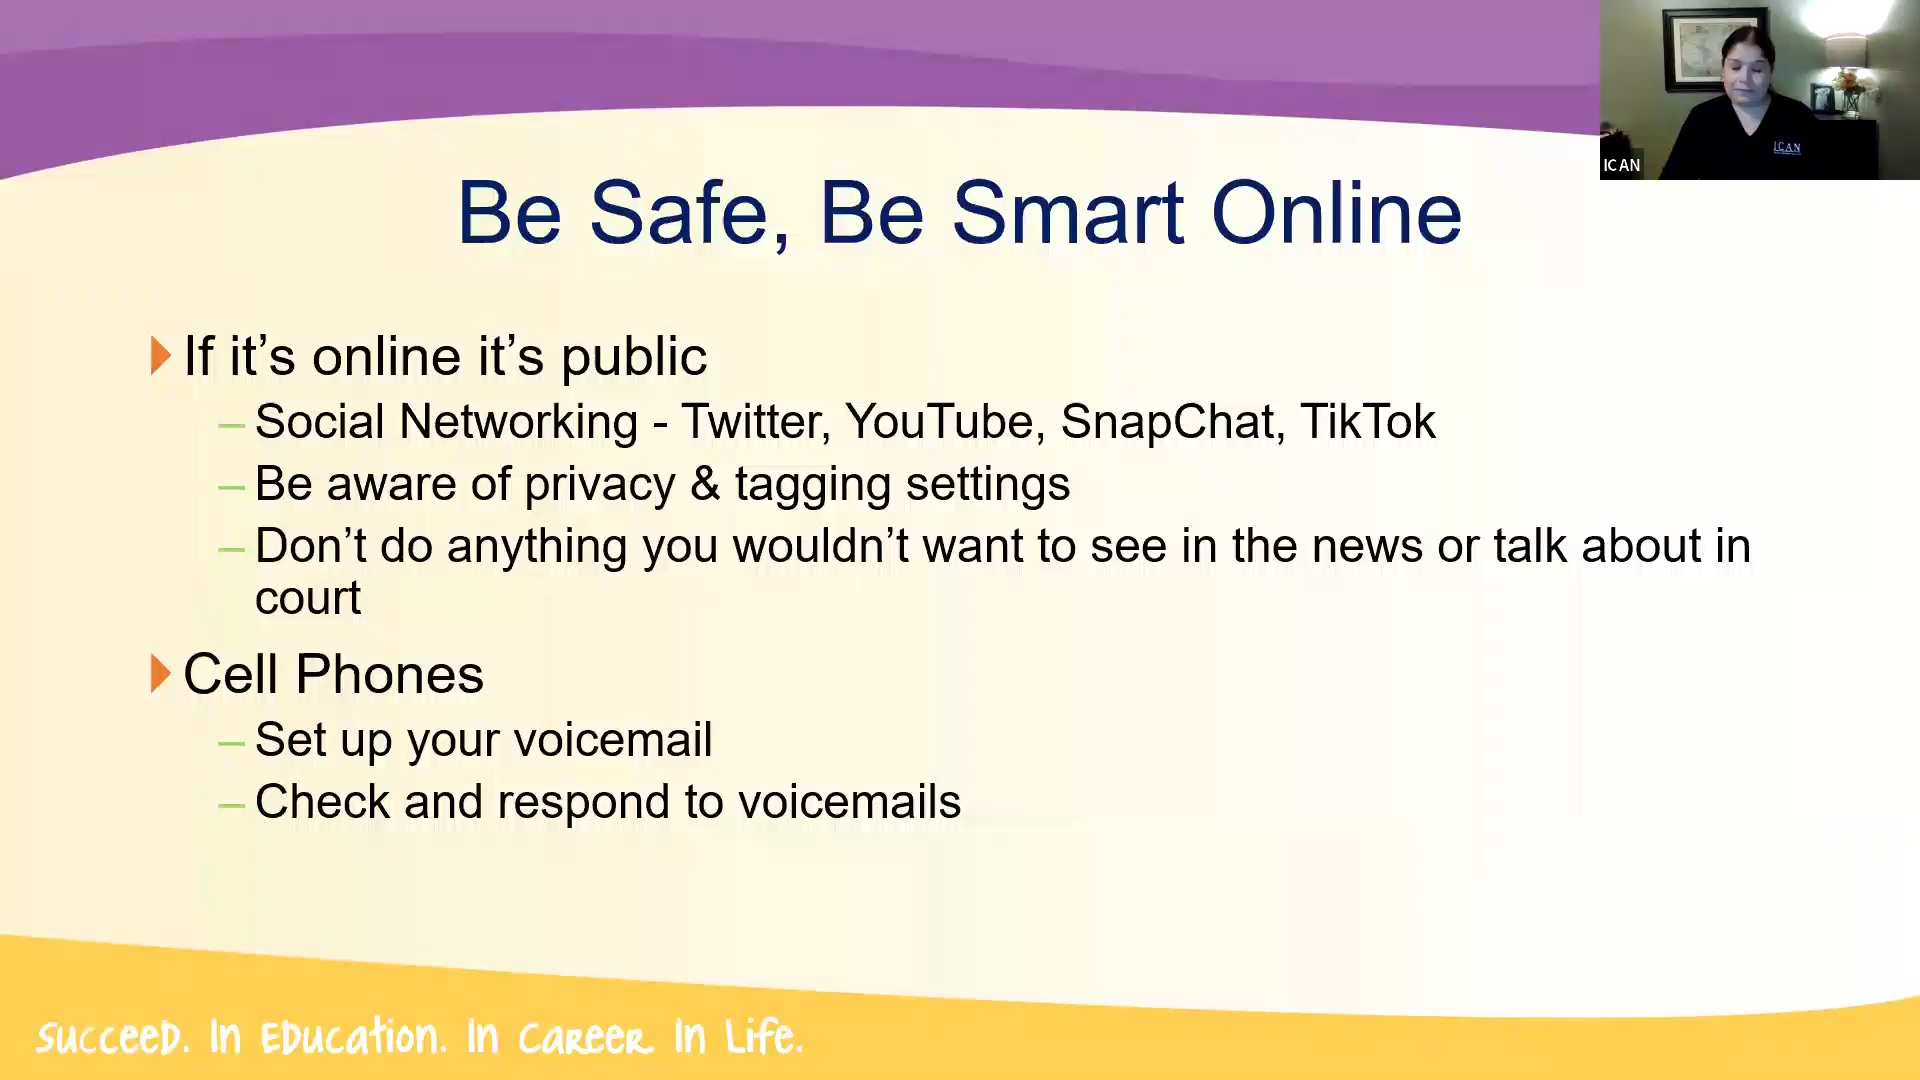 ICAN
ICAN
Be Safe, Be Smart Online
If it’s online it’s public
– Social Networking - Twitter, YouTube, SnapChat, TikTok
– Be aware of privacy & tagging settings
– Don’t do anything you wouldn’t want to see in the news or talk about in
court
Cell Phones
– Set up your voicemail
– Check and respond to voicemails
Succeed. In Education. In Career. In Life.